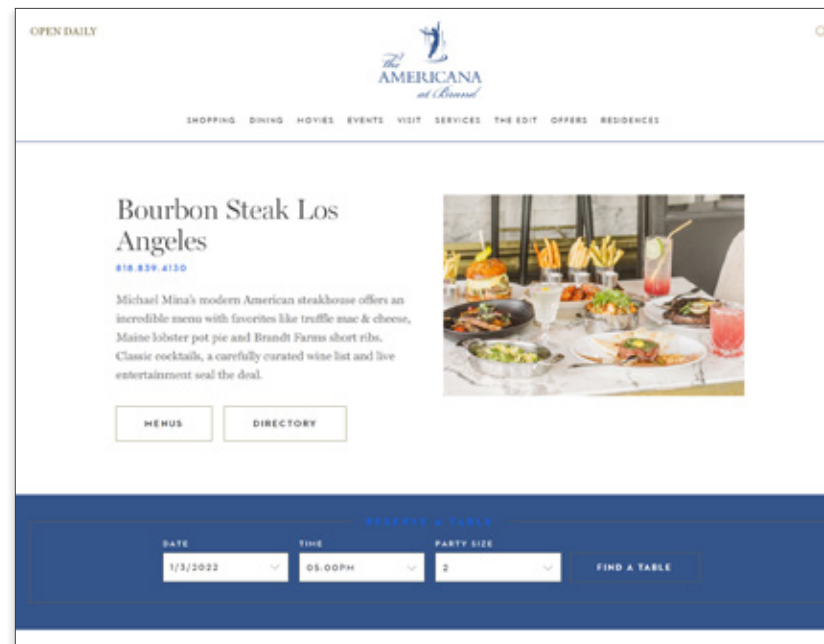 OPEN DAILY
The
AMERICANA
at Brand
SHOPPING DINING MOVIES EVENTS VISIT SERVICES THE EDIT OFFERS RESIDENCES
Bourbon Steak Los
Angeles
818.839.4130
Michael Mina's modern American steakhouse offers an
incredible menu with favorites like truffle mac & cheese,
Maine lobster pot pie and Brandt Farms short ribs.
Classic cocktails, a carefully curated wine list and live
entertainment seal the deal.
MENUS DIRECTORY
RESERVE A TABLE
DATE TIME PARTY SIZE
1/3/2022 05:00PM 2 FIND A TABLE